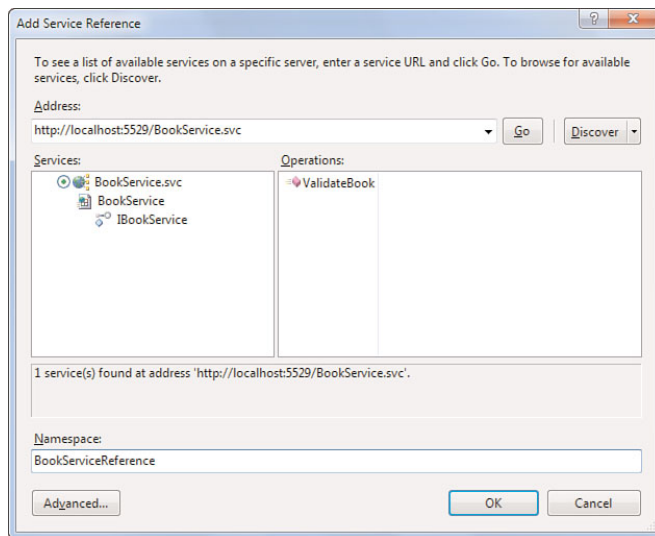 Add Service Reference
To see a list of available services on a specific server, enter a service URL and click Go. To browse for available
services, click Discover.
Address:
http://localhost:5529/BookService.svc
Go
Discover
Services:
Operations:
BookService.svc
BookService
IBookService
ValidateBook
1 service(s) found at address 'http://localhost:5529/BookService.svc'.
Namespace:
BookServiceReference
Advanced...
OK
Cancel